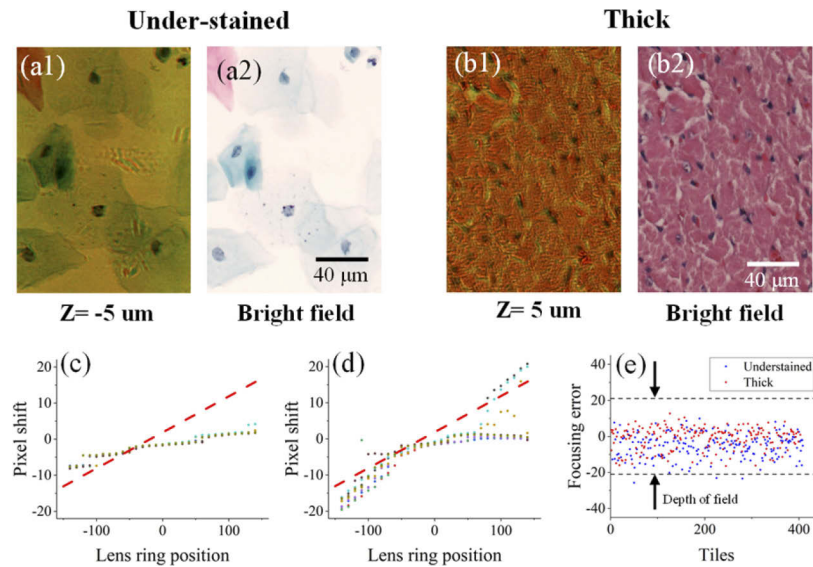 Under-stained
Thick
(a1)
(a2)
(b1)
(b2)
40 μm
40 μm
Z= -5 um
Bright field
Z= 5 um
Bright field
(c)
(d)
(e)
20
10
0
-10
-20
Pixel shift
-100
0
100
Lens ring position
20
10
0
-10
-20
Pixel shift
-100
0
100
Lens ring position
40
20
0
-20
-40
Focusing error
Understained
Thick
Depth of field
0
200
400
Tiles